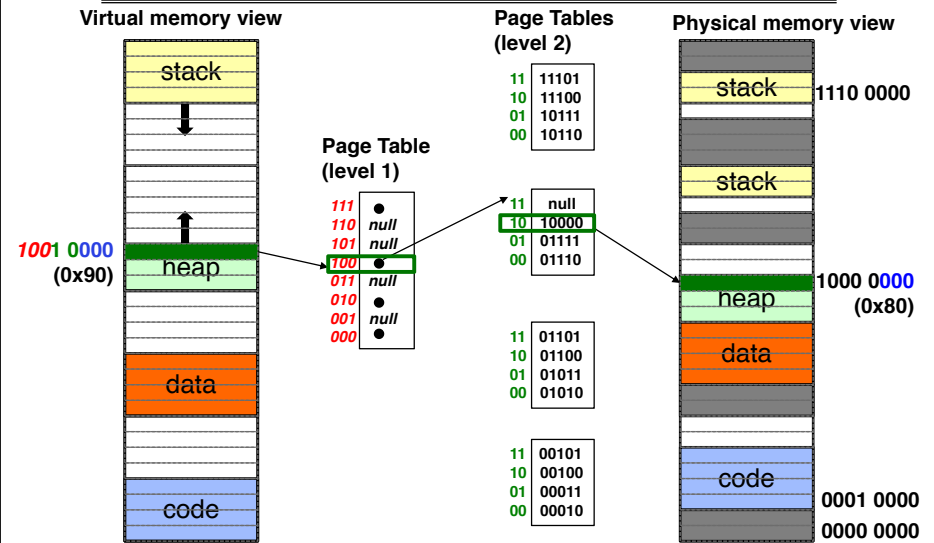 Virtual memory view
stack
1001 0000
(0x90)
heap
data
code
Page Table
(level 1)
111
110 null
101 null
100
011 null
010
001 null
000
Page Tables
(level 2)
11 11101
10 11100
01 10111
00 10110
11 null
10 10000
01 01111
00 01110
11 01101
10 01100
01 01011
00 01010
11 00101
10 00100
01 00011
00 00010
Physical memory view
stack
1110 0000
stack
1000 0000
(0x80)
heap
data
code
0001 0000
0000 0000